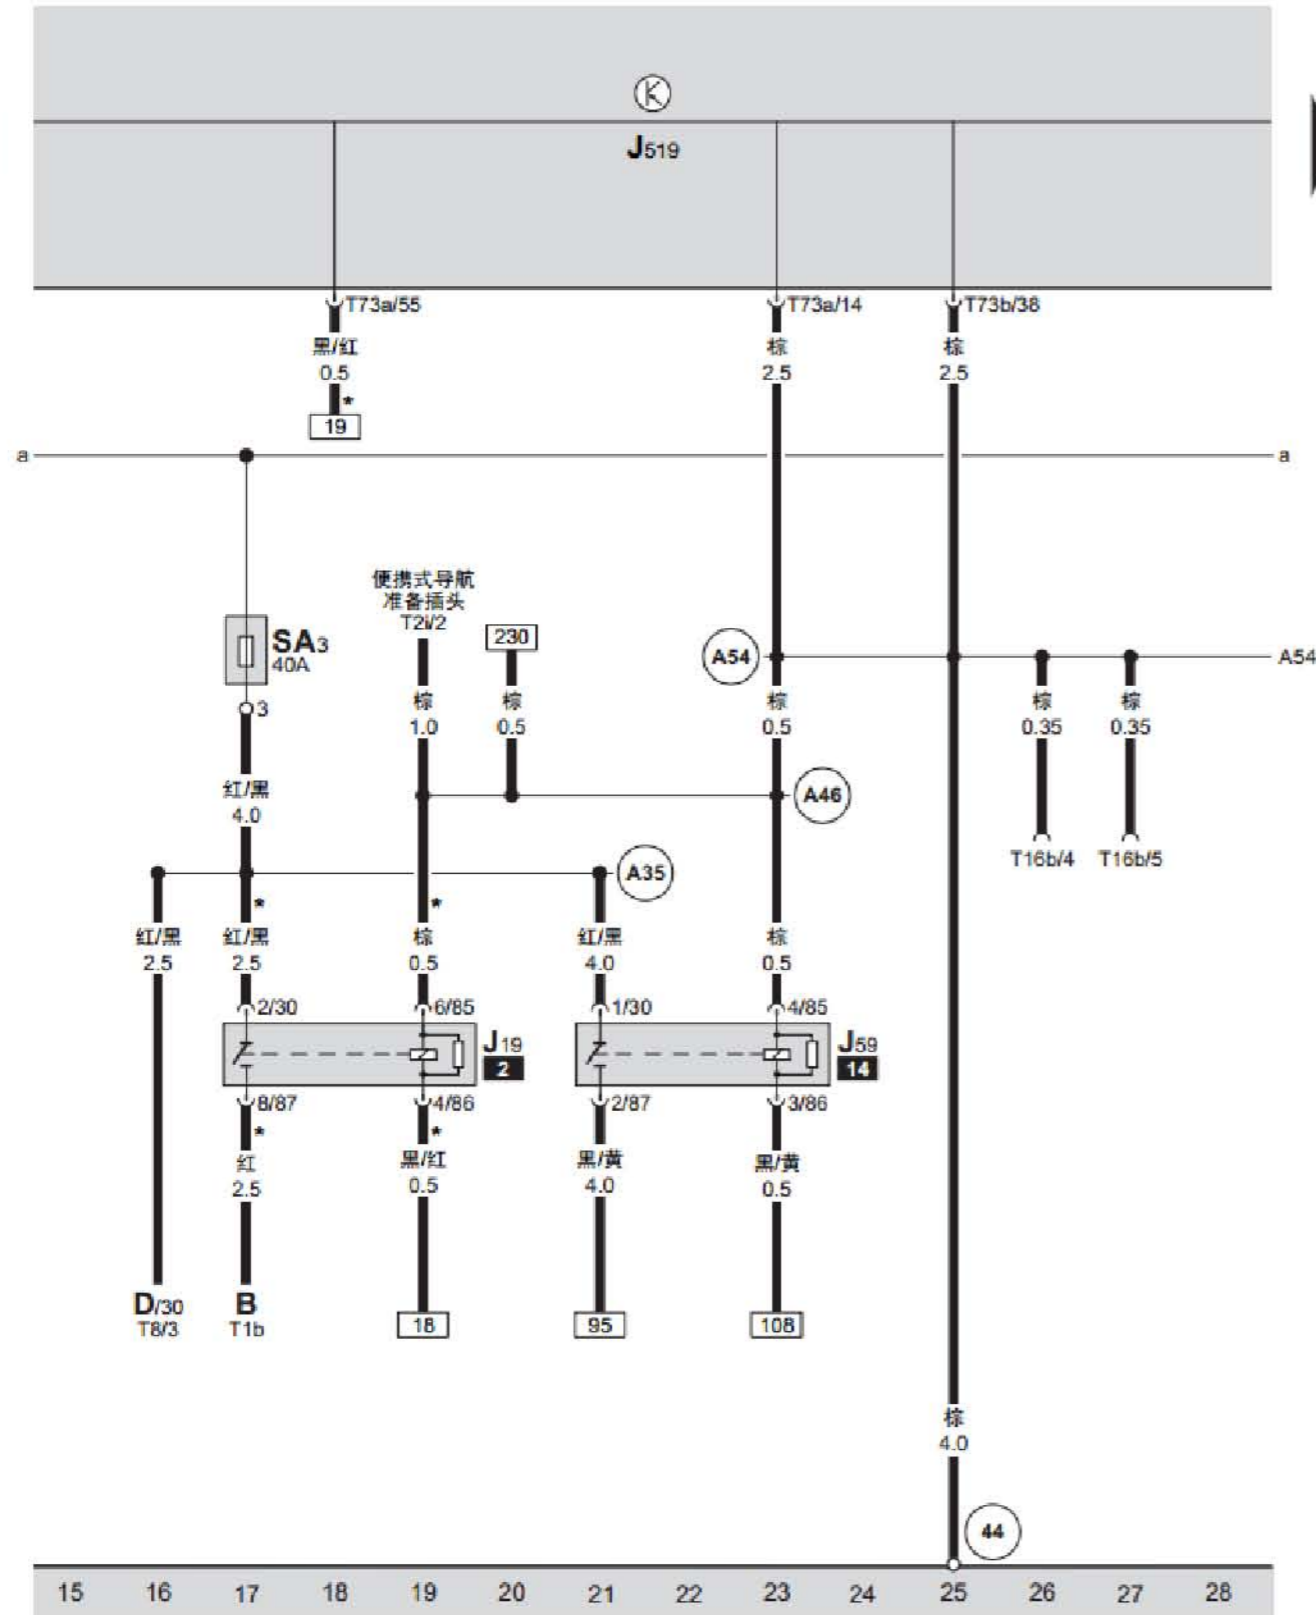 J519
T73a/55
T73a/14
T73b/38
黑/红
棕
棕
0.5
2.5
2.5
*
19
a
a
便携式导航
准备插头
T2i/2
230
SA3
40A
A54
A54
3
棕
棕
棕
棕
棕
1.0
0.5
0.5
0.35
0.35
红/黑
4.0
A46
T16b/4
T16b/5
A35
*
*
红/黑
红/黑
棕
红/黑
棕
2.5
2.5
0.5
4.0
0.5
2/30
6/85
1/30
4/85
J19
2
J59
14
8/87
4/86
2/87
3/86
*
*
红
黑/红
黑/黄
黑/黄
2.5
0.5
4.0
0.5
D/30
T8/3
B
T1b
18
95
108
棕
4.0
44
15 16 17 18 19 20 21 22 23 24 25 26 27 28